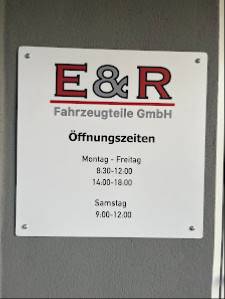 E&R
Fahrzeugteile GmbH
Öffnungszeiten
Montag - Freitag
8.30-12.00
14.00-18.00
Samstag
9.00-12.00